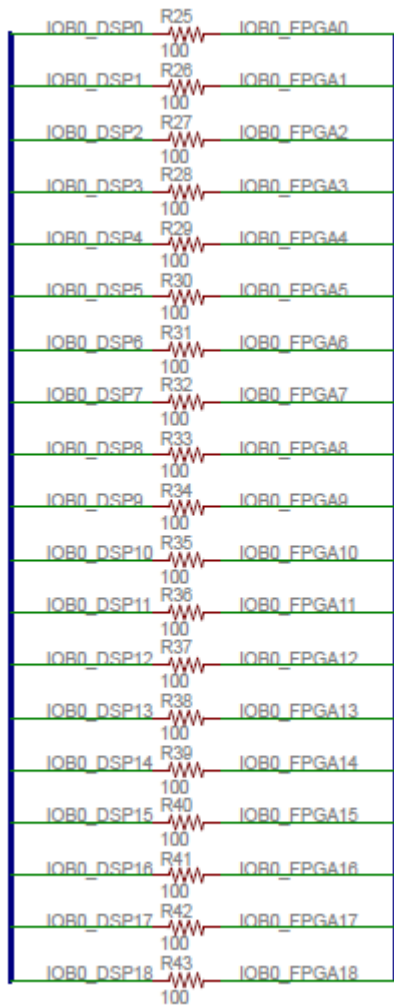 R25
IOB0_DSP0 IOB0_FPGA0
100
R26
IOB0_DSP1 IOB0_FPGA1
100
R27
IOB0_DSP2 IOB0_FPGA2
100
R28
IOB0_DSP3 IOB0_FPGA3
100
R29
IOB0_DSP4 IOB0_FPGA4
100
R30
IOB0_DSP5 IOB0_FPGA5
100
R31
IOB0_DSP6 IOB0_FPGA6
100
R32
IOB0_DSP7 IOB0_FPGA7
100
R33
IOB0_DSP8 IOB0_FPGA8
100
R34
IOB0_DSP9 IOB0_FPGA9
100
R35
IOB0_DSP10 IOB0_FPGA10
100
R36
IOB0_DSP11 IOB0_FPGA11
100
R37
IOB0_DSP12 IOB0_FPGA12
100
R38
IOB0_DSP13 IOB0_FPGA13
100
R39
IOB0_DSP14 IOB0_FPGA14
100
R40
IOB0_DSP15 IOB0_FPGA15
100
R41
IOB0_DSP16 IOB0_FPGA16
100
R42
IOB0_DSP17 IOB0_FPGA17
100
R43
IOB0_DSP18 IOB0_FPGA18
100